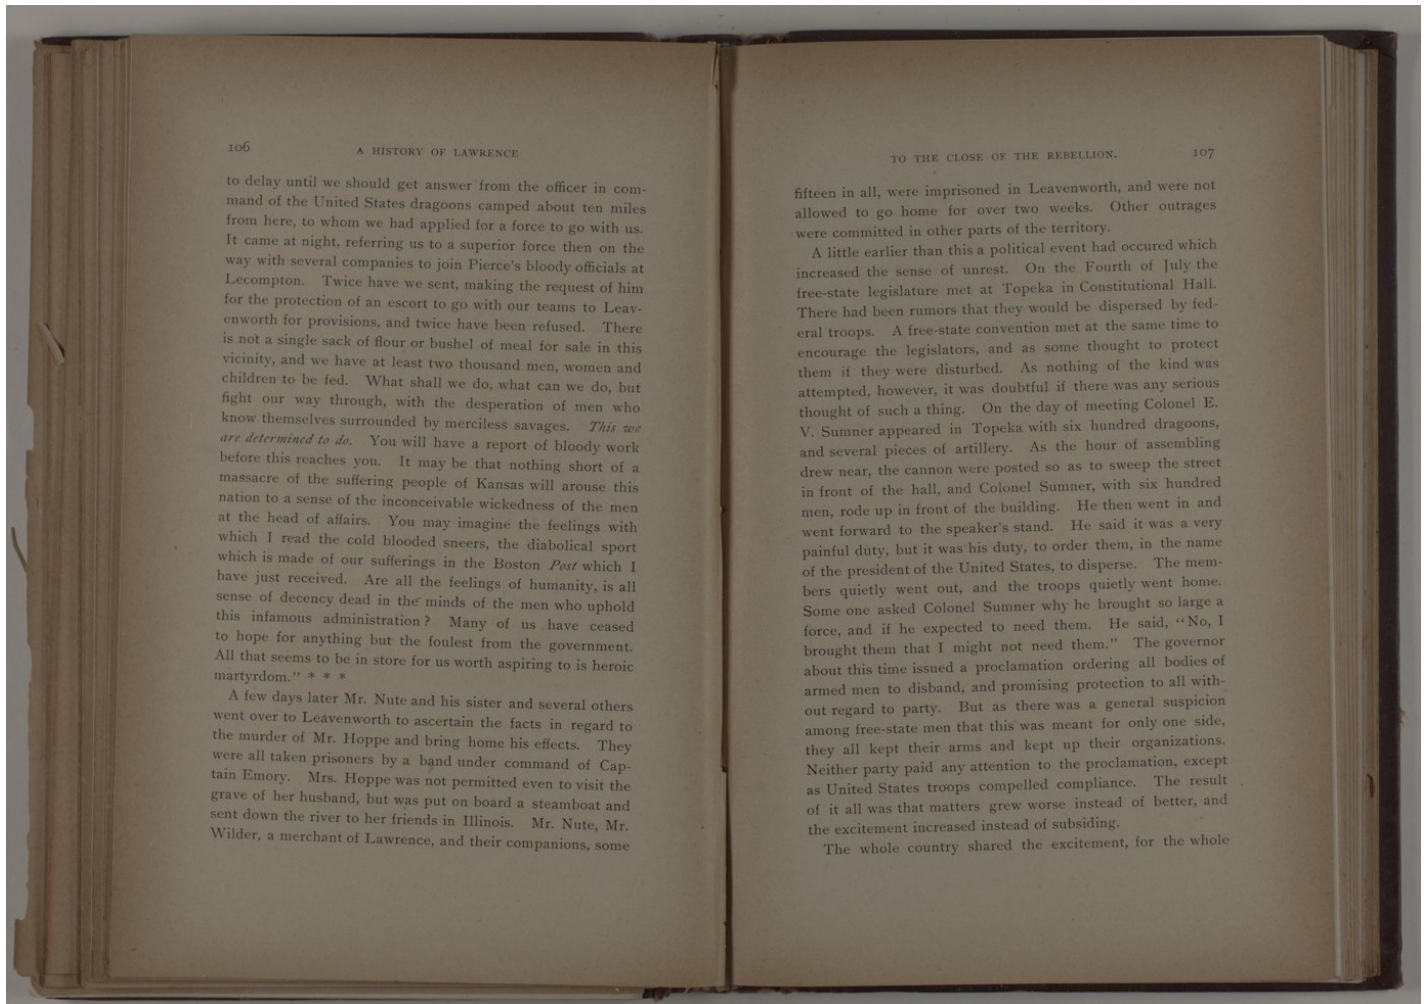 106
A HISTORY OF LAWRENCE
to delay until we should get answer from the officer in com-
mand of the United States dragoons camped about ten miles
from here, to whom we had applied for a force to go with us.
It came at night, referring us to a superior force then on the
way with several companies to join Pierce's bloody officials at
Lecompton. Twice have we sent, making the request of him
for the protection of an escort to go with our teams to Leav-
enworth for provisions, and twice have been refused. There
is not a single sack of flour or bushel of meal for sale in this
vicinity, and we have at least two thousand men, women and
children to be fed. What shall we do, what can we do, but
fight our way through, with the desperation of men who
know themselves surrounded by merciless savages. This we
are determined to do. You will have a report of bloody work
before this reaches you. It may be that nothing short of a
massacre of the suffering people of Kansas will arouse this
nation to a sense of the inconceivable wickedness of the men
at the head of affairs. You may imagine the feelings with
which I read the cold blooded sneers, the diabolical sport
which is made of our sufferings in the Boston Post which I
have just received. Are all the feelings of humanity, is all
sense of decency dead in the minds of the men who uphold
this infamous administration? Many of us have ceased
to hope for anything but the foulest from the government.
All that seems to be in store for us worth aspiring to is heroic
martyrdom." * * *
A few days later Mr. Nute and his sister and several others
went over to Leavenworth to ascertain the facts in regard to
the murder of Mr. Hoppe and bring home his effects. They
were all taken prisoners by a band under command of Cap-
tain Emory. Mrs. Hoppe was not permitted even to visit the
grave of her husband, but was put on board a steamboat and
sent down the river to her friends in Illinois. Mr. Nute, Mr.
Wilder, a merchant of Lawrence, and their companions, some
TO THE CLOSE OF THE REBELLION.
107
fifteen in all, were imprisoned in Leavenworth, and were not
allowed to go home for over two weeks. Other outrages
were committed in other parts of the territory.
A little earlier than this a political event had occured which
increased the sense of unrest. On the Fourth of July the
free-state legislature met at Topeka in Constitutional Hall.
There had been rumors that they would be dispersed by fed-
eral troops. A free-state convention met at the same time to
encourage the legislators, and as some thought to protect
them if they were disturbed. As nothing of the kind was
attempted, however, it was doubtful if there was any serious
thought of such a thing. On the day of meeting Colonel E.
V. Sumner appeared in Topeka with six hundred dragoons,
and several pieces of artillery. As the hour of assembling
drew near, the cannon were posted so as to sweep the street
in front of the hall, and Colonel Sumner, with six hundred
men, rode up in front of the building. He then went in and
went forward to the speaker's stand. He said it was a very
painful duty, but it was his duty, to order them, in the name
of the president of the United States, to disperse. The mem-
bers quietly went out, and the troops quietly went home.
Some one asked Colonel Sumner why he brought so large a
force, and if he expected to need them. He said, "No, I
brought them that I might not need them." The governor
about this time issued a proclamation ordering all bodies of
armed men to disband, and promising protection to all with-
out regard to party. But as there was a general suspicion
among free-state men that this was meant for only one side,
they all kept their arms and kept up their organizations.
Neither party paid any attention to the proclamation, except
as United States troops compelled compliance. The result
of it all was that matters grew worse instead of better, and
the excitement increased instead of subsiding.
The whole country shared the excitement, for the whole